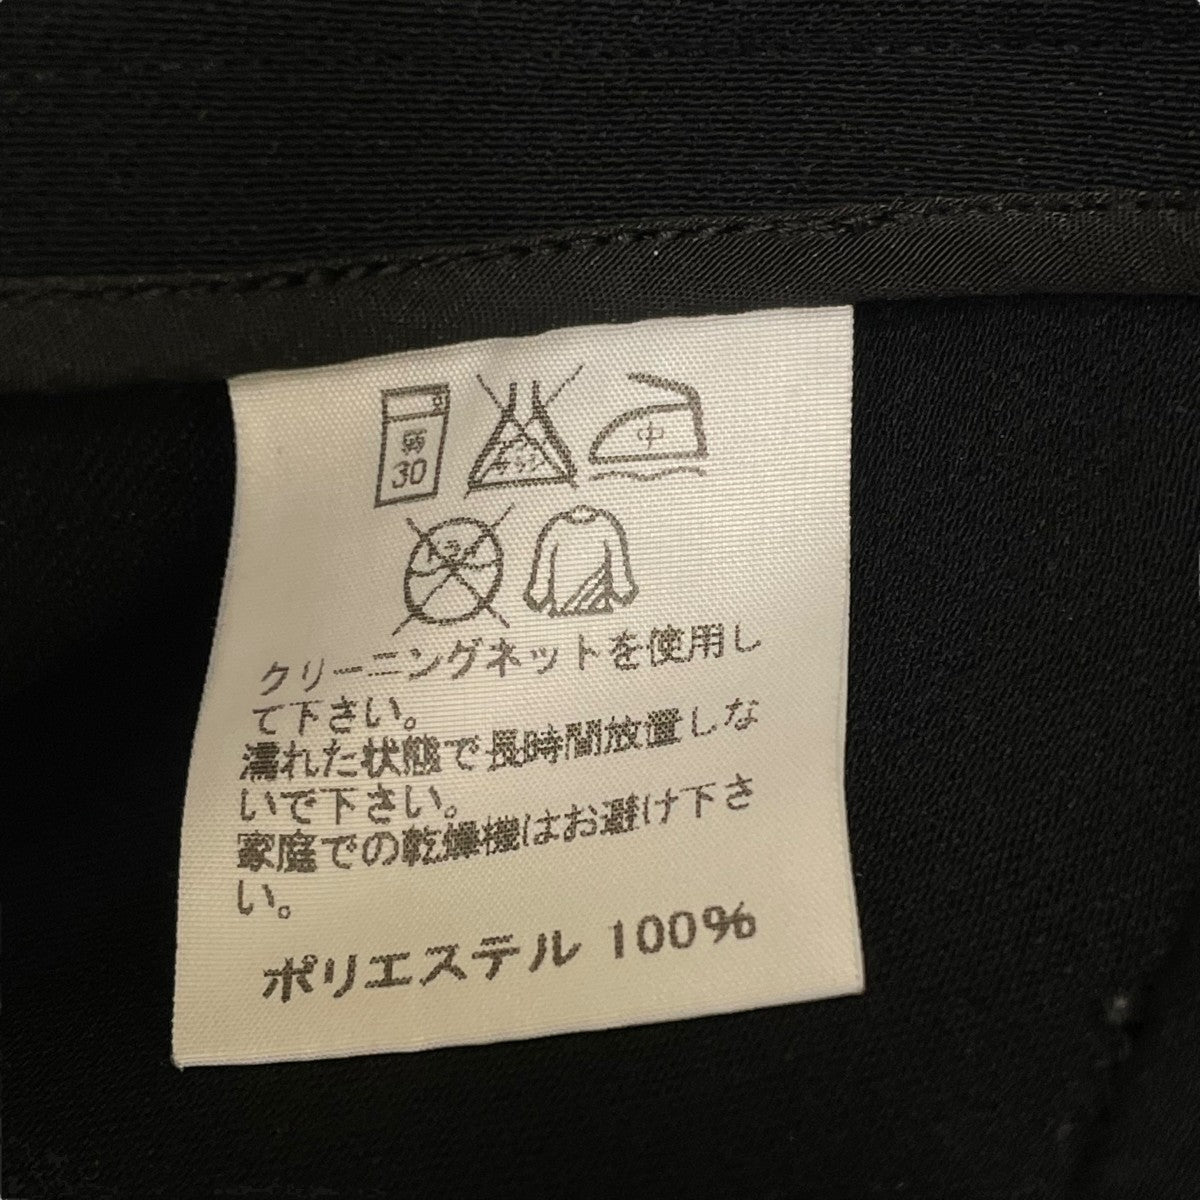 弱
30
中
クリーニングネットを使用し
て下さい。
濡れた状態で長時間放置しな
いで下さい。
家庭での乾燥機はお避け下さ
い。
ポリエステル 100%